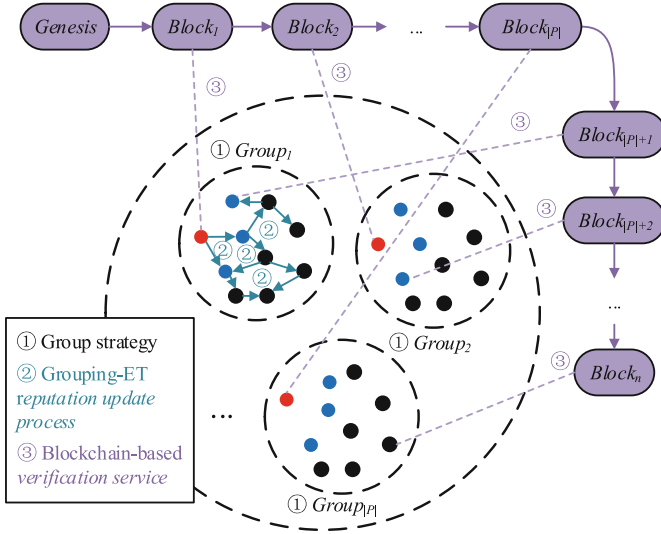 Genesis
Block₁
Block₂
...
Block|P|
③
③
③
① Group₁
Block|P|+1
②
②
②
②
③
Block|P|+2
① Group₂
...
③
Block_n
① Group strategy
② Grouping-ET
reputation update
process
③ Blockchain-based
verification service
...
① Group|P|